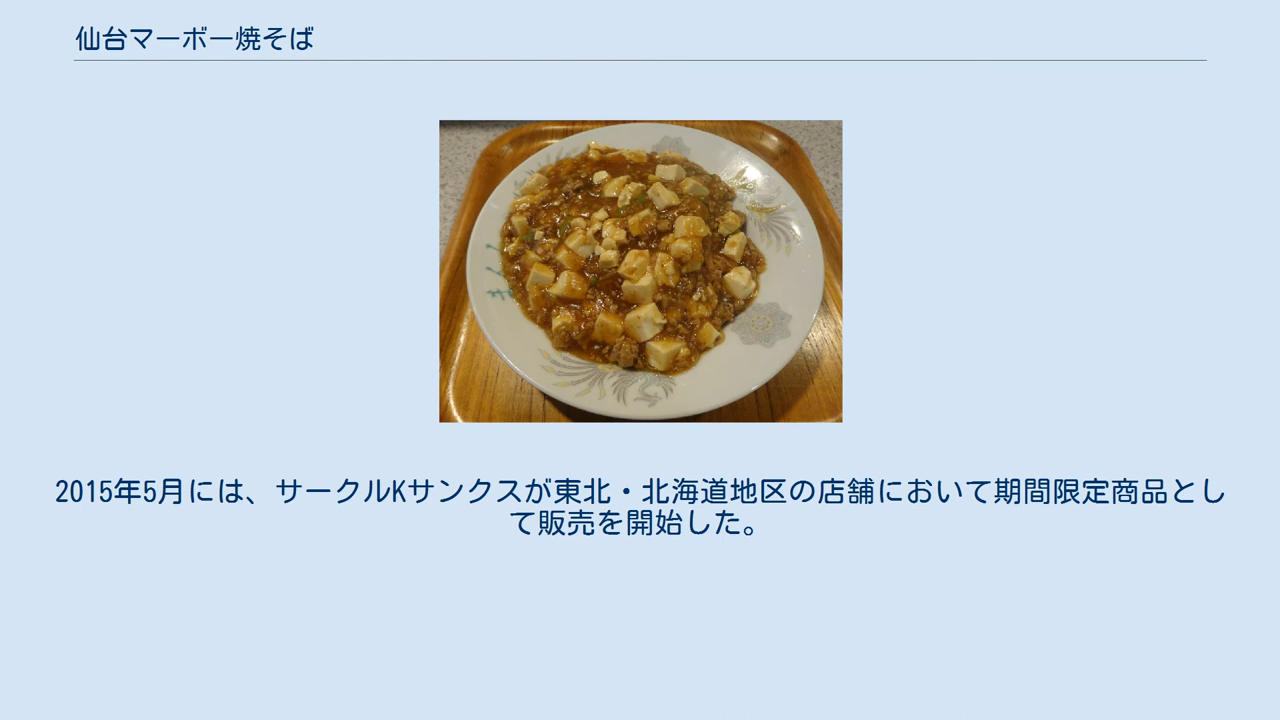 仙台マーボー焼そば
2015年5月には、サークルKサンクスが東北・北海道地区の店舗において期間限定商品とし
て販売を開始した。